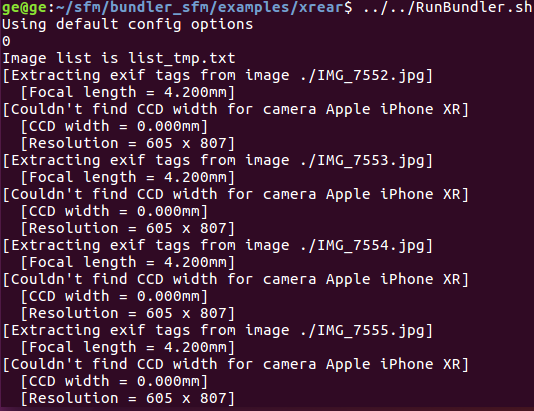 ge@ge:~/sfm/bundler_sfm/examples/xrear$ ../../RunBundler.sh
Using default config options
0
Image list is list_tmp.txt
[Extracting exif tags from image ./IMG_7552.jpg]
  [Focal length = 4.200mm]
[Couldn't find CCD width for camera Apple iPhone XR]
  [CCD width = 0.000mm]
  [Resolution = 605 x 807]
[Extracting exif tags from image ./IMG_7553.jpg]
  [Focal length = 4.200mm]
[Couldn't find CCD width for camera Apple iPhone XR]
  [CCD width = 0.000mm]
  [Resolution = 605 x 807]
[Extracting exif tags from image ./IMG_7554.jpg]
  [Focal length = 4.200mm]
[Couldn't find CCD width for camera Apple iPhone XR]
  [CCD width = 0.000mm]
  [Resolution = 605 x 807]
[Extracting exif tags from image ./IMG_7555.jpg]
  [Focal length = 4.200mm]
[Couldn't find CCD width for camera Apple iPhone XR]
  [CCD width = 0.000mm]
  [Resolution = 605 x 807]